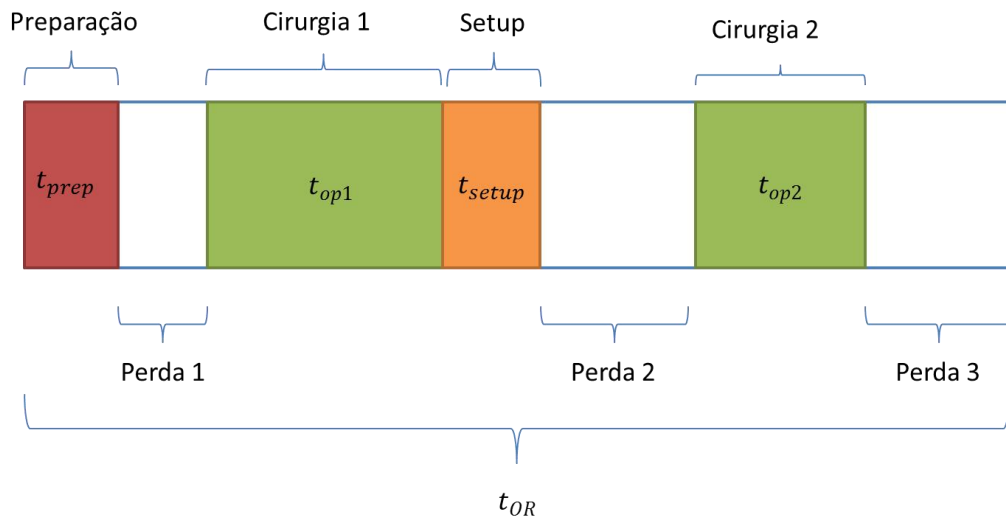 Preparação
Cirurgia 1
Setup
Cirurgia 2
t_prep
t_op1
t_setup
t_op2
Perda 1
Perda 2
Perda 3
t_OR